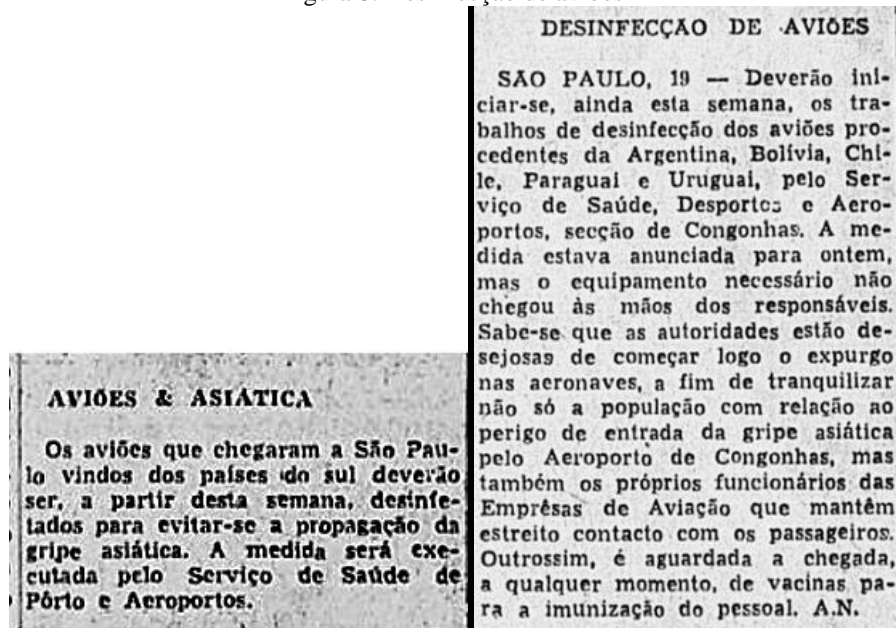 AVIÕES & ASIÁTICA
Os aviões que chegaram a São Pau-
lo vindos dos países do sul deverão
ser, a partir desta semana, desinfe-
tados para evitar-se a propagação da
gripe asiática. A medida será exe-
cutada pelo Serviço de Saúde de
Pôrto e Aeroportos.
DESINFECÇÃO DE AVIÕES
SÃO PAULO, 19 — Deverão ini-
ciar-se, ainda esta semana, os tra-
balhos de desinfecção dos aviões pro-
cedentes da Argentina, Bolívia, Chi-
le, Paraguai e Uruguai, pelo Ser-
viço de Saúde, Desportos e Aero-
portos, secção de Congonhas. A me-
dida estava anunciada para ontem,
mas o equipamento necessário não
chegou às mãos dos responsáveis.
Sabe-se que as autoridades estão de-
sejosas de começar logo o expurgo
nas aeronaves, a fim de tranquilizar
não só a população com relação ao
perigo de entrada da gripe asiática
pelo Aeroporto de Congonhas, mas
também os próprios funcionários das
Emprêsas de Aviação que mantêm
estreito contacto com os passageiros.
Outrossim, é aguardada a chegada,
a qualquer momento, de vacinas pa-
ra a imunização do pessoal. A.N.